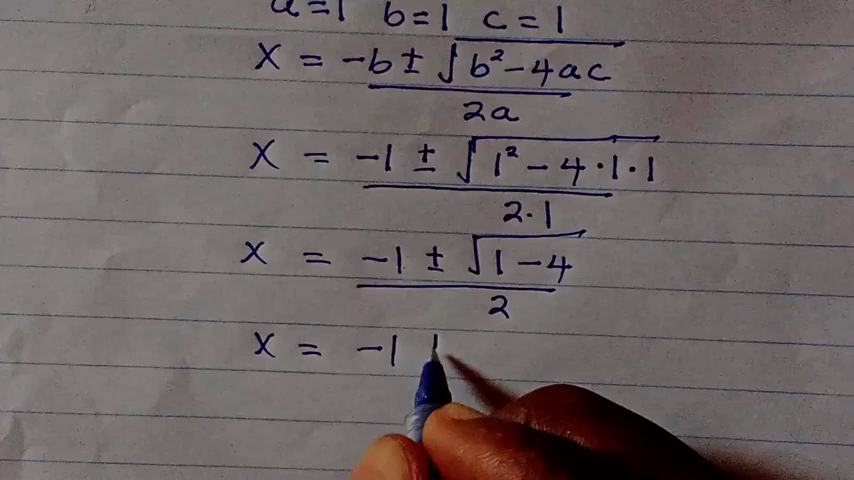 a=1 b=1 c=1
x = -b ± √b²-4ac
2a
x = -1 ± √1²-4·1·1
2·1
x = -1 ± √1-4
2
x = -1